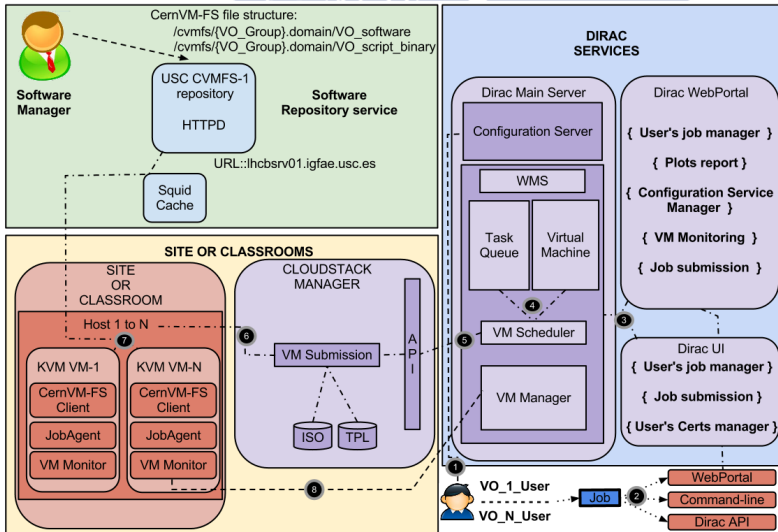 CernVM-FS file structure:
/cvmfs/{VO_Group}.domain/VO_software
/cvmfs/{VO_Group}.domain/VO_script_binary
Software
Manager
USC CVMFS-1
repository
HTTPD
Software
Repository service
URL::lhcbsrv01.igfae.usc.es
Squid
Cache
DIRAC
SERVICES
Dirac Main Server
Configuration Server
WMS
Task
Queue
Virtual
Machine
4
VM Scheduler
VM Manager
Dirac WebPortal
{ User's job manager }
{ Plots report }
{ Configuration Service
Manager }
{ VM Monitoring }
{ Job submission }
3
Dirac UI
{ User's job manager }
{ Job submission }
{ User's Certs manager }
SITE OR CLASSROOMS
SITE
OR
CLASSROOM
Host 1 to N
7
KVM VM-1
CernVM-FS
Client
JobAgent
VM Monitor
KVM VM-N
CernVM-FS
Client
JobAgent
VM Monitor
6
CLOUDSTACK
MANAGER
VM Submission
ISO
TPL
A
P
I
5
8
1
VO_1_User
VO_N_User
Job
2
WebPortal
Command-line
Dirac API